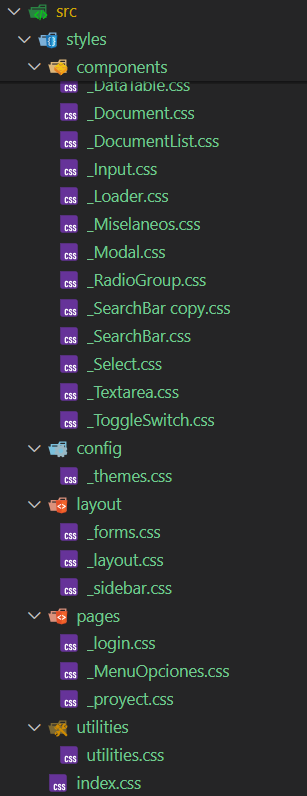 src
styles
components
_DataTable.css
_Document.css
_DocumentList.css
_Input.css
_Loader.css
_Miselaneos.css
_Modal.css
_RadioGroup.css
_SearchBar copy.css
_SearchBar.css
_Select.css
_Textarea.css
_ToggleSwitch.css
config
_themes.css
layout
_forms.css
_layout.css
_sidebar.css
pages
_login.css
_MenuOpciones.css
_proyect.css
utilities
utilities.css
index.css